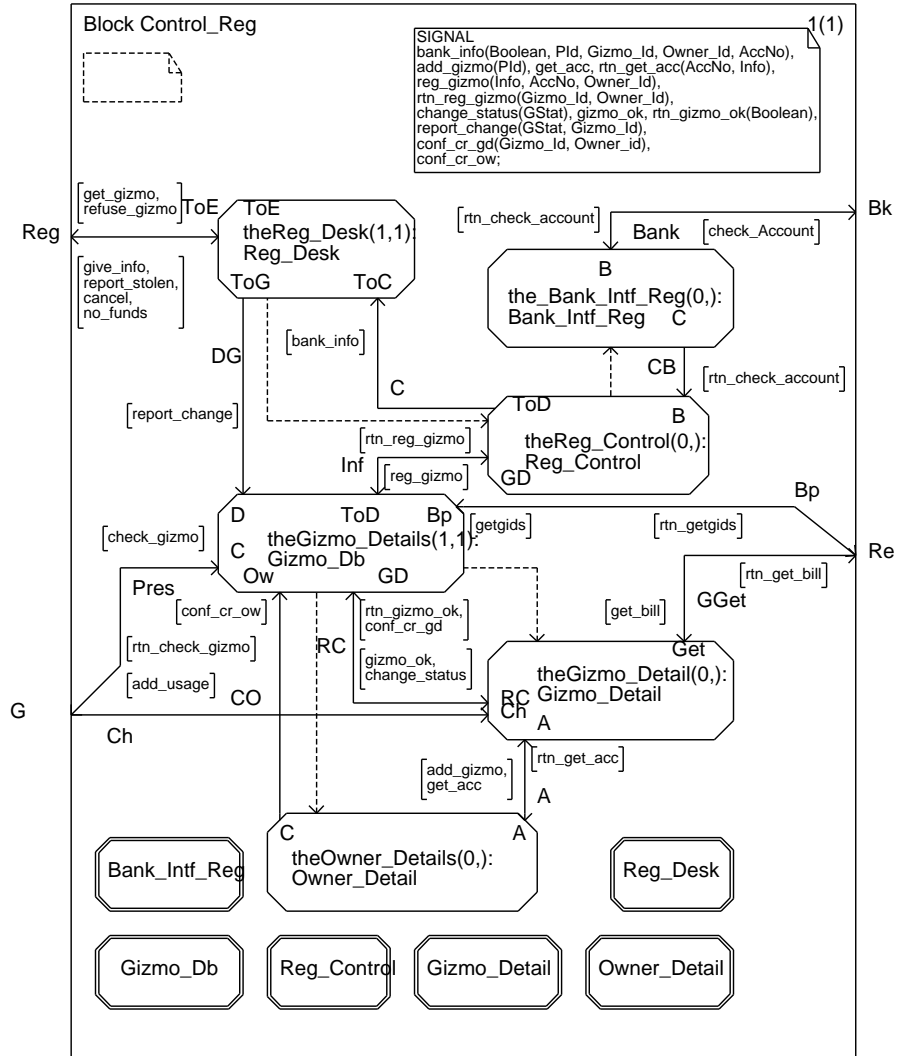 Block Control_Reg
1(1)
SIGNAL
bank_info(Boolean, PId, Gizmo_Id, Owner_Id, AccNo),
add_gizmo(PId), get_acc, rtn_get_acc(AccNo, Info),
reg_gizmo(Info, AccNo, Owner_Id),
rtn_reg_gizmo(Gizmo_Id, Owner_Id),
change_status(GStat), gizmo_ok, rtn_gizmo_ok(Boolean),
report_change(GStat, Gizmo_Id),
conf_cr_gd(Gizmo_Id, Owner_id),
conf_cr_ow;
get_gizmo,
refuse_gizmo
ToE
ToE
theReg_Desk(1,1):
Reg_Desk
ToG
ToC
Reg
give_info,
report_stolen,
cancel,
no_funds
[rtn_check_account]
Bank
[check_Account]
Bk
B
the_Bank_Intf_Reg(0,):
Bank_Intf_Reg
C
[bank_info]
DG
C
CB
[rtn_check_account]
[report_change]
ToD
B
theReg_Control(0,):
Reg_Control
GD
[rtn_reg_gizmo]
Inf
[reg_gizmo]
Bp
D
ToD
Bp
theGizmo_Details(1,1):
Gizmo_Db
C
Ow
GD
[getgids]
[rtn_getgids]
Re
[check_gizmo]
Pres
[rtn_get_bill]
GGet
[get_bill]
[conf_cr_ow]
rtn_gizmo_ok,
conf_cr_gd
RC
gizmo_ok,
change_status
[rtn_check_gizmo]
[add_usage]
CO
G
Ch
Get
theGizmo_Detail(0,):
Gizmo_Detail
RC
Ch
A
add_gizmo,
get_acc
[rtn_get_acc]
A
C
A
theOwner_Details(0,):
Owner_Detail
Bank_Intf_Reg
Reg_Desk
Gizmo_Db
Reg_Control
Gizmo_Detail
Owner_Detail